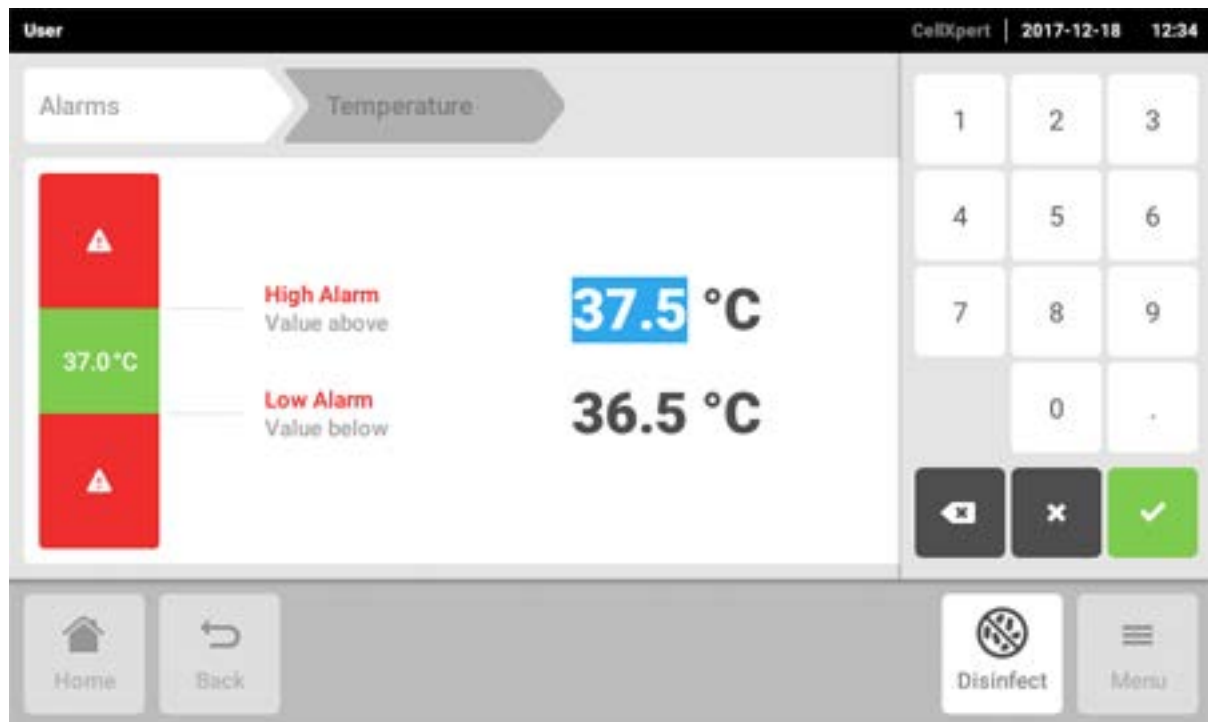 User
CellXpert | 2017-12-18 12:34
Alarms
Temperature
1 2 3
4 5 6
7 8 9
0 .
37.0°C
High Alarm
Value above
37.5 °C
Low Alarm
Value below
36.5 °C
Home
Back
Disinfect
Menu